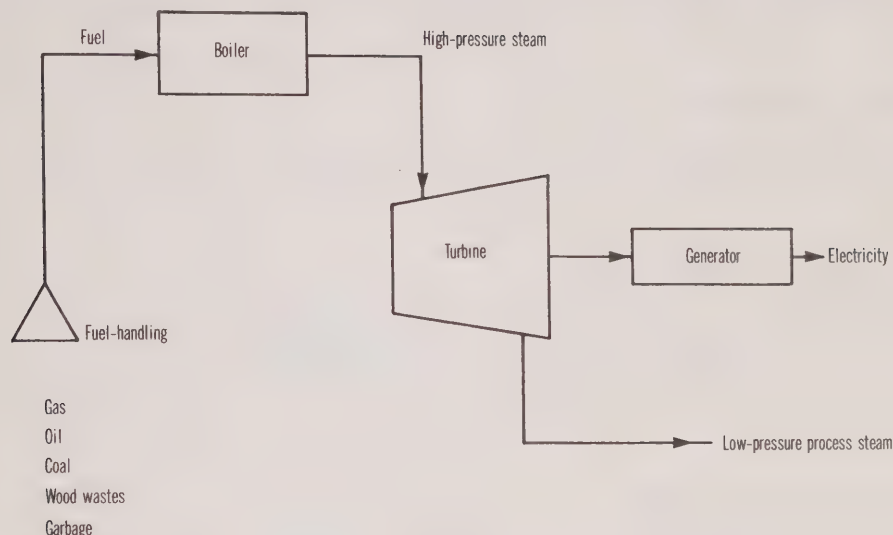 Fuel
Boiler
High-pressure steam
Turbine
Generator
Electricity
Fuel-handling
Low-pressure process steam
Gas
Oil
Coal
Wood wastes
Garbage